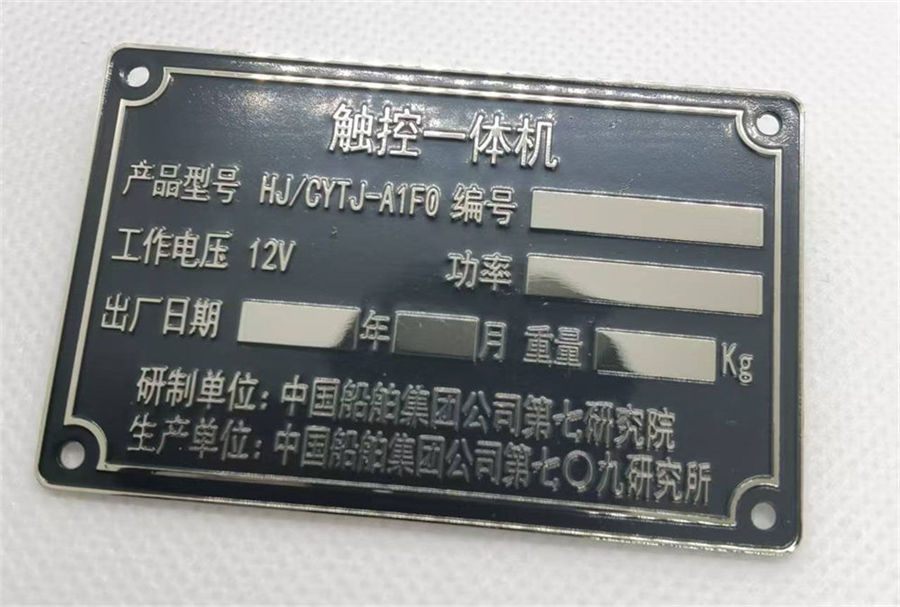 触控一体机
产品型号 HJ/CYTJ-A1F0 编号
工作电压 12V 功率
出厂日期 年 月 重量 Kg
研制单位:中国船舶集团公司第七研究院
生产单位:中国船舶集团公司第七〇九研究所